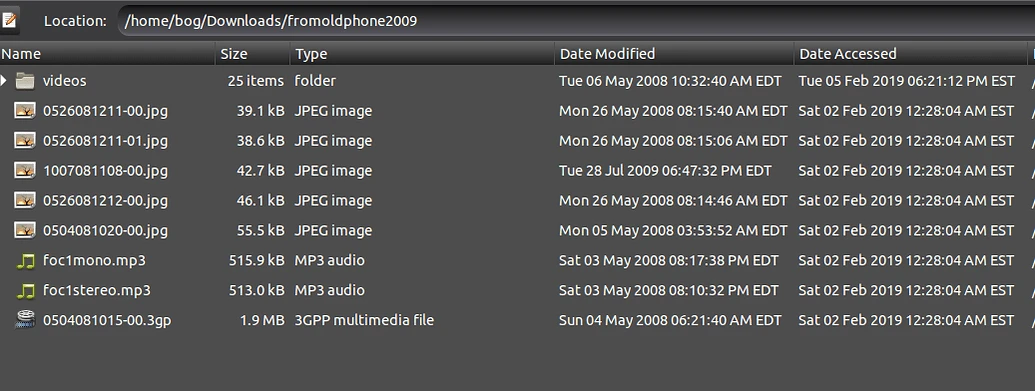 Location: /home/bog/Downloads/fromoldphone2009
Name Size Type Date Modified Date Accessed
videos 25 items folder Tue 06 May 2008 10:32:40 AM EDT Tue 05 Feb 2019 06:21:12 PM EST
0526081211-00.jpg 39.1 kB JPEG image Mon 26 May 2008 08:15:40 AM EDT Sat 02 Feb 2019 12:28:04 AM EST
0526081211-01.jpg 38.6 kB JPEG image Mon 26 May 2008 08:15:06 AM EDT Sat 02 Feb 2019 12:28:04 AM EST
1007081108-00.jpg 42.7 kB JPEG image Tue 28 Jul 2009 06:47:32 PM EDT Sat 02 Feb 2019 12:28:04 AM EST
0526081212-00.jpg 46.1 kB JPEG image Mon 26 May 2008 08:14:46 AM EDT Sat 02 Feb 2019 12:28:04 AM EST
0504081020-00.jpg 55.5 kB JPEG image Mon 05 May 2008 03:53:52 AM EDT Sat 02 Feb 2019 12:28:04 AM EST
foc1mono.mp3 515.9 kB MP3 audio Sat 03 May 2008 08:17:38 PM EDT Sat 02 Feb 2019 12:28:04 AM EST
foc1stereo.mp3 513.0 kB MP3 audio Sat 03 May 2008 08:10:32 PM EDT Sat 02 Feb 2019 12:28:04 AM EST
0504081015-00.3gp 1.9 MB 3GPP multimedia file Sun 04 May 2008 06:21:40 AM EDT Sat 02 Feb 2019 12:28:04 AM EST